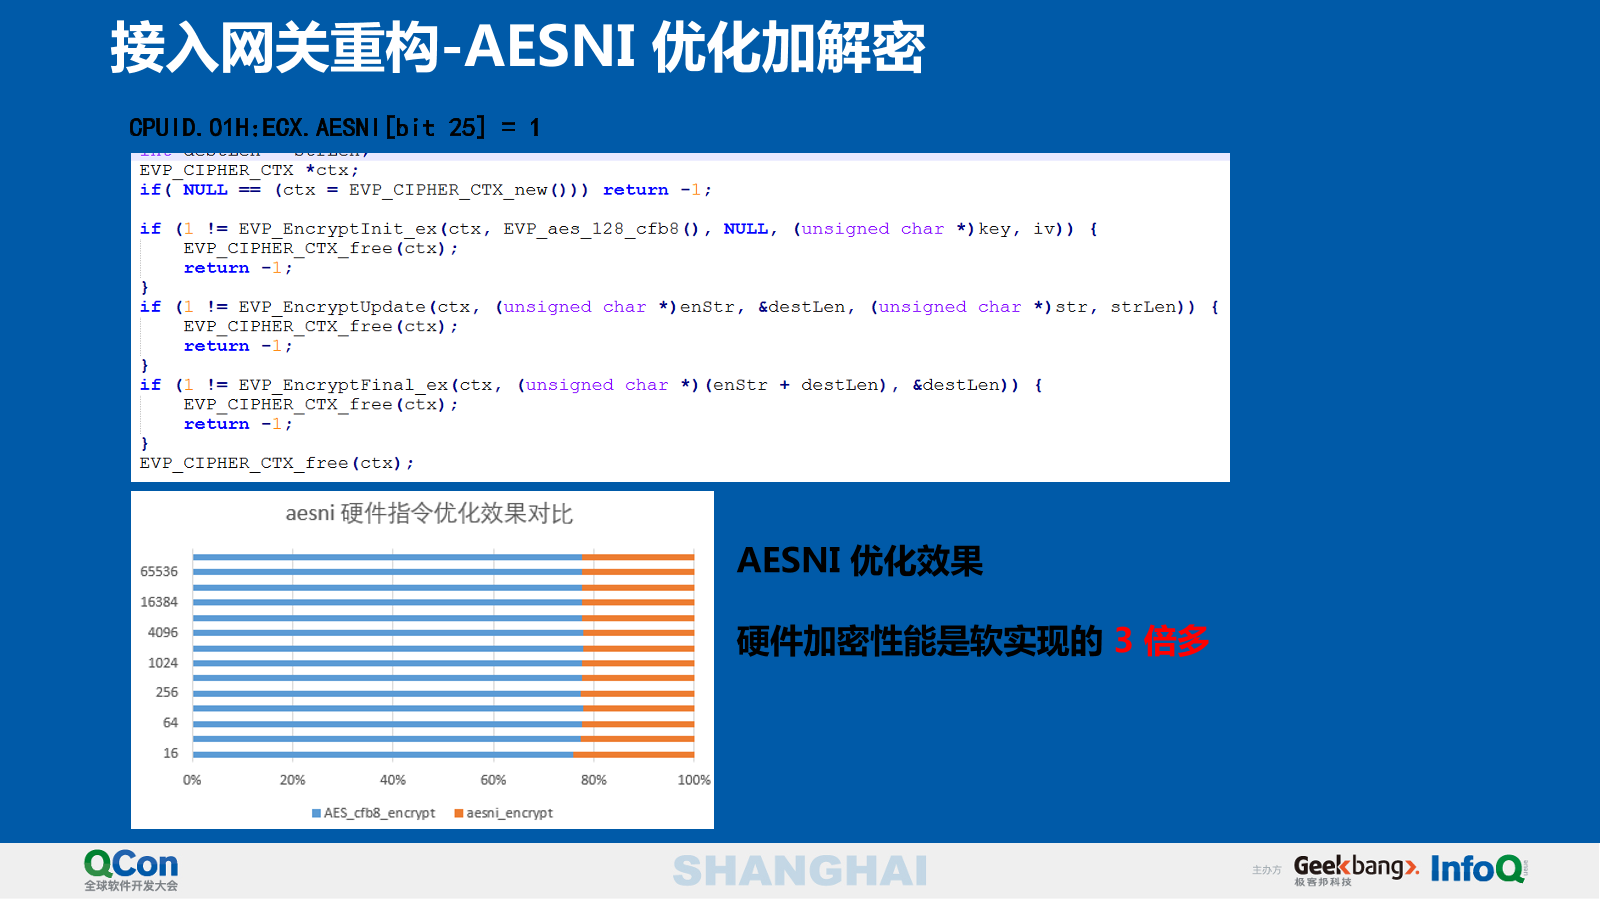 接入网关重构-AESNI 优化加解密
CPUID.01H:ECX.AESNI[bit 25] = 1
int destLen = strLen;
EVP_CIPHER_CTX *ctx;
if( NULL == (ctx = EVP_CIPHER_CTX_new())) return -1;
if (1 != EVP_EncryptInit_ex(ctx, EVP_aes_128_cfb8(), NULL, (unsigned char *)key, iv)) {
EVP_CIPHER_CTX_free(ctx);
return -1;
}
if (1 != EVP_EncryptUpdate(ctx, (unsigned char *)enStr, &destLen, (unsigned char *)str, strLen)) {
EVP_CIPHER_CTX_free(ctx);
return -1;
}
if (1 != EVP_EncryptFinal_ex(ctx, (unsigned char *)(enStr + destLen), &destLen)) {
EVP_CIPHER_CTX_free(ctx);
return -1;
}
EVP_CIPHER_CTX_free(ctx);
aesni 硬件指令优化效果对比
65536
16384
4096
1024
256
64
16
0% 20% 40% 60% 80% 100%
AES_cfb8_encrypt aesni_encrypt
AESNI 优化效果
硬件加密性能是软实现的 3 倍多
QCon
全球软件开发大会
SHANGHAI
主办方
Geekbang
极客邦科技
InfoQ